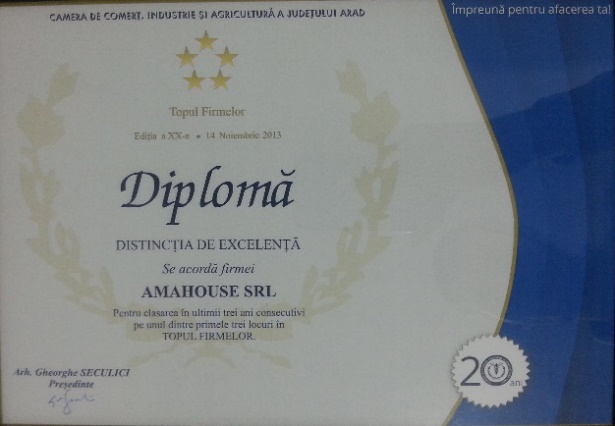 CAMERA DE COMERȚ, INDUSTRIE ȘI AGRICULTURĂ A JUDEȚULUI ARAD
Împreună pentru afacerea ta!
Topul Firmelor
Ediția a XX-a • 14 Noiembrie 2013
Diplomă
DISTINCȚIA DE EXCELENȚĂ
Se acordă firmei
AMAHOUSE SRL
Pentru clasarea în ultimii trei ani consecutivi
pe unul dintre primele trei locuri în
TOPUL FIRMELOR.
Arh. Gheorghe SECULICI
Președinte
20
ani